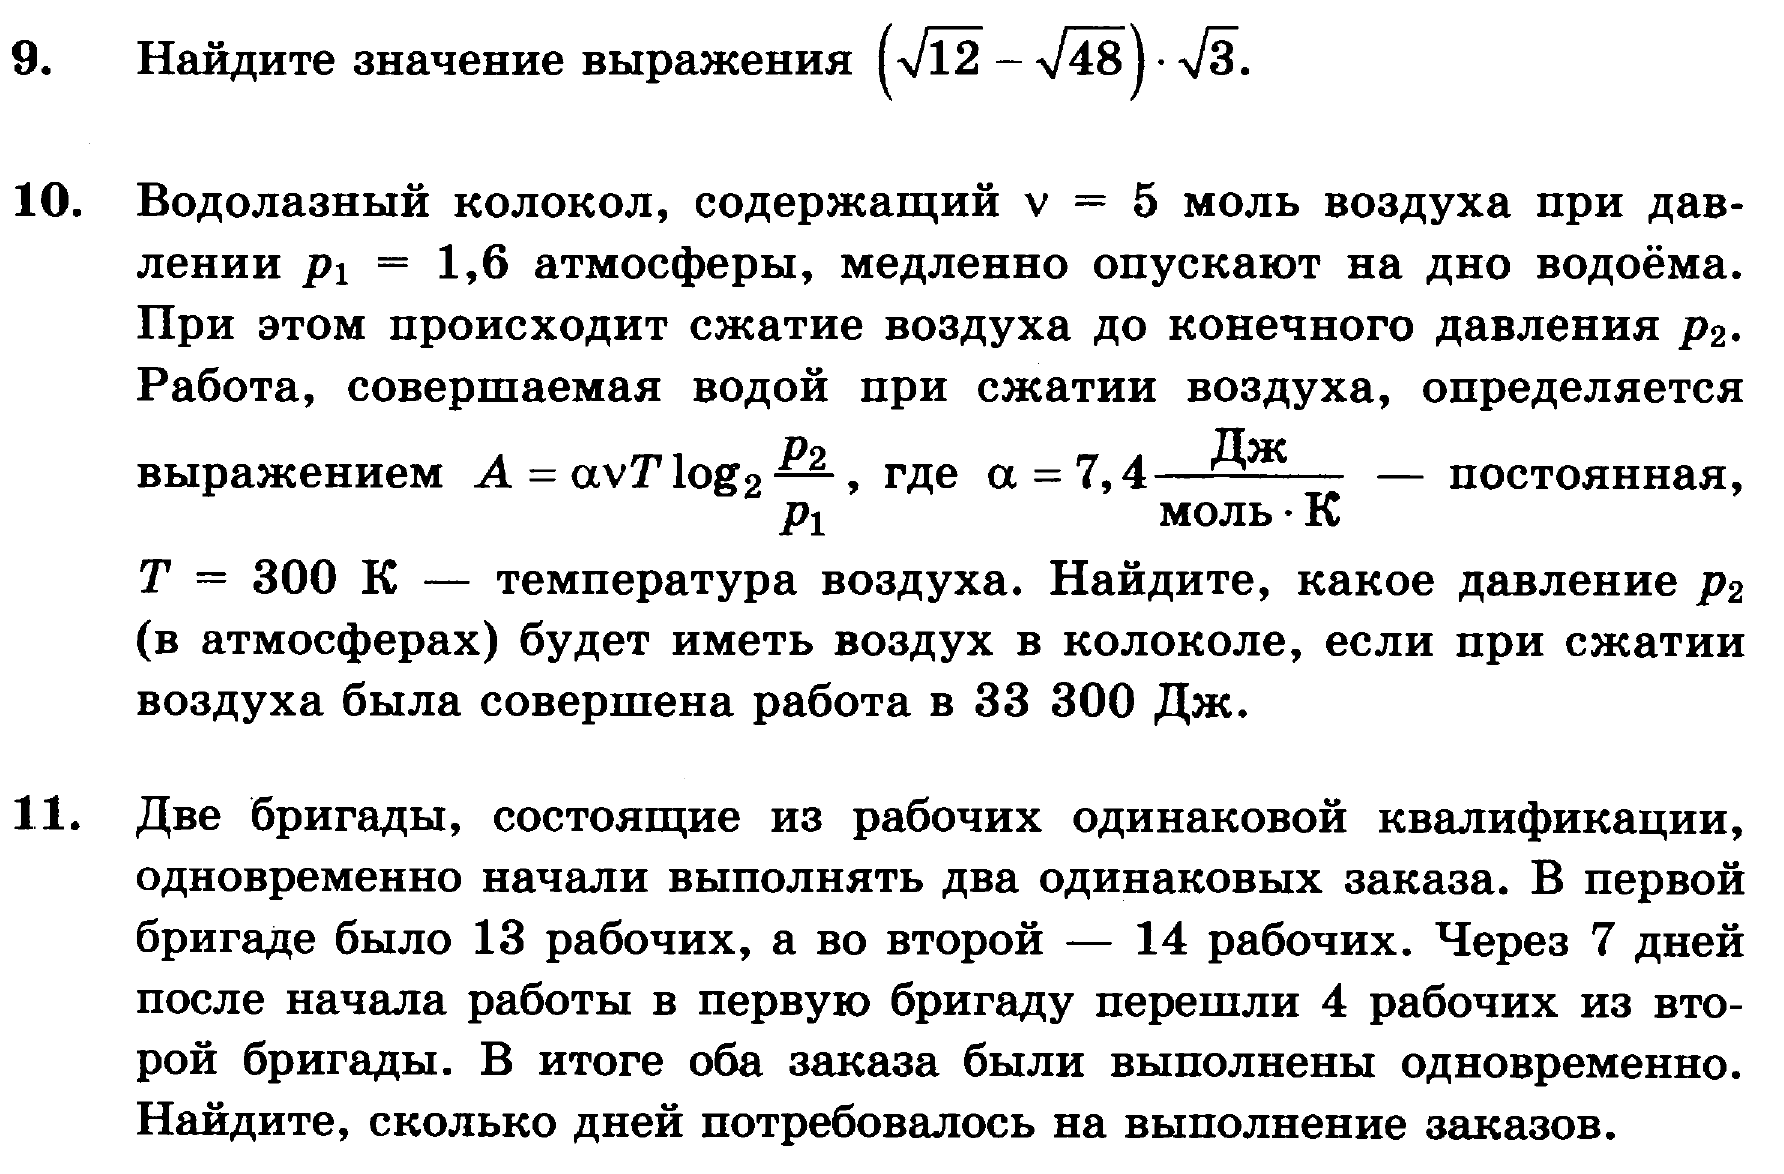 9. Найдите значение выражения (√12 − √48) · √3.
10. Водолазный колокол, содержащий ν = 5 моль воздуха при дав-
лении p₁ = 1,6 атмосферы, медленно опускают на дно водоёма.
При этом происходит сжатие воздуха до конечного давления p₂.
Работа, совершаемая водой при сжатии воздуха, определяется
выражением A = ανT log₂ p₂/p₁, где α = 7,4 Дж/(моль · К) — постоянная,
T = 300 К — температура воздуха. Найдите, какое давление p₂
(в атмосферах) будет иметь воздух в колоколе, если при сжатии
воздуха была совершена работа в 33 300 Дж.
11. Две бригады, состоящие из рабочих одинаковой квалификации,
одновременно начали выполнять два одинаковых заказа. В первой
бригаде было 13 рабочих, а во второй — 14 рабочих. Через 7 дней
после начала работы в первую бригаду перешли 4 рабочих из вто-
рой бригады. В итоге оба заказа были выполнены одновременно.
Найдите, сколько дней потребовалось на выполнение заказов.